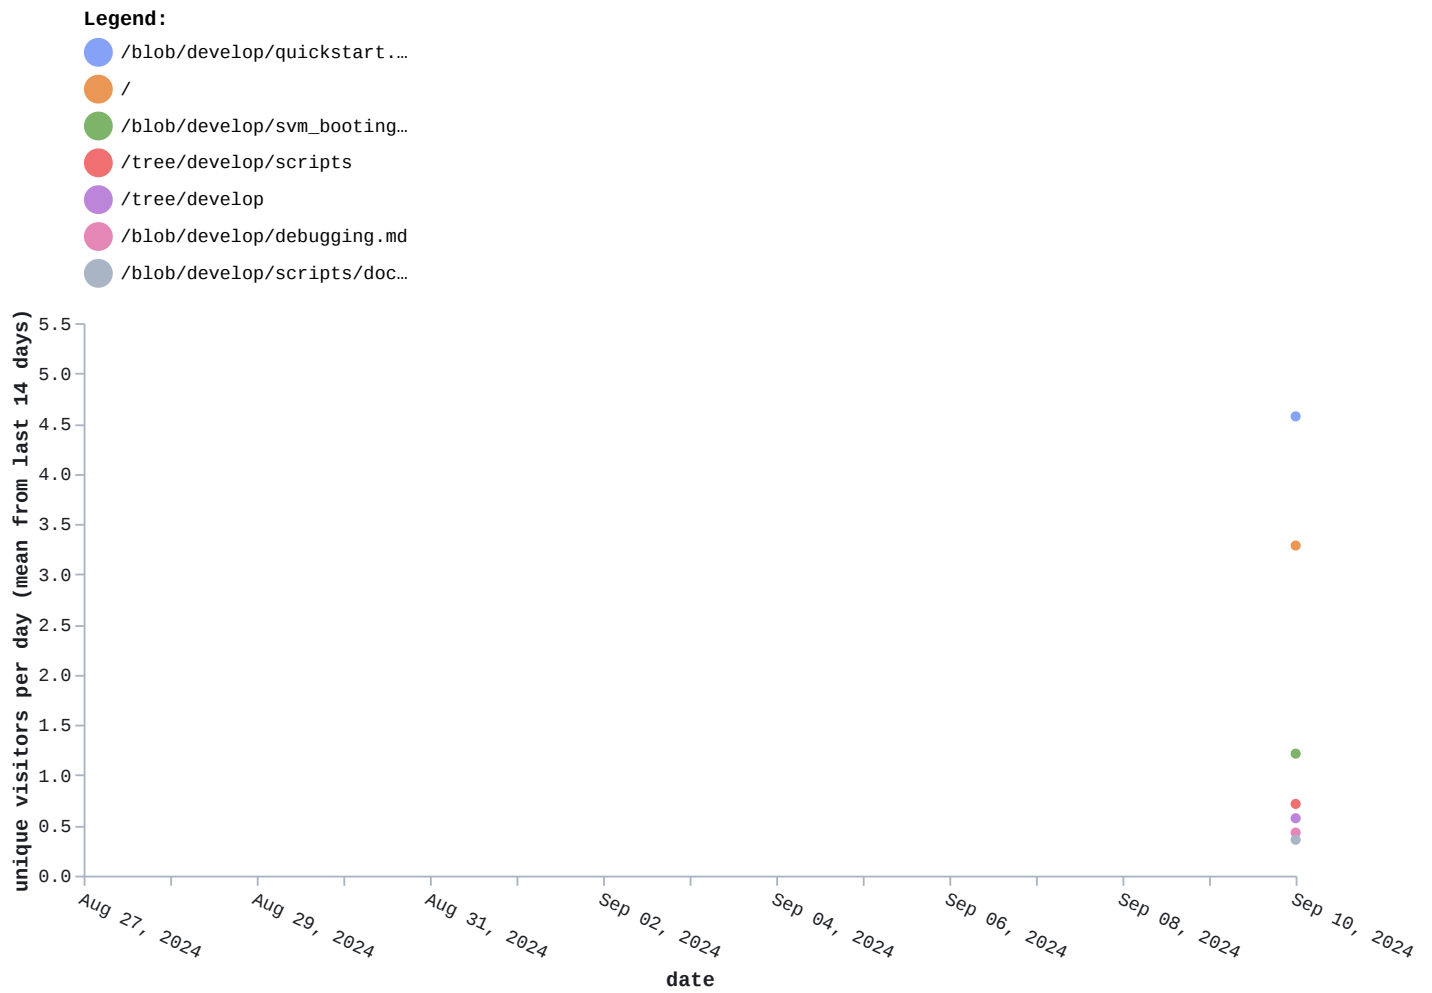 Legend:
/blob/develop/quickstart.…
/
/blob/develop/svm_booting…
/tree/develop/scripts
/tree/develop
/blob/develop/debugging.md
/blob/develop/scripts/doc…
unique visitors per day (mean from last 14 days)
5.5
5.0
4.5
4.0
3.5
3.0
2.5
2.0
1.5
1.0
0.5
0.0
Aug 27, 2024
Aug 29, 2024
Aug 31, 2024
Sep 02, 2024
Sep 04, 2024
Sep 06, 2024
Sep 08, 2024
Sep 10, 2024
date